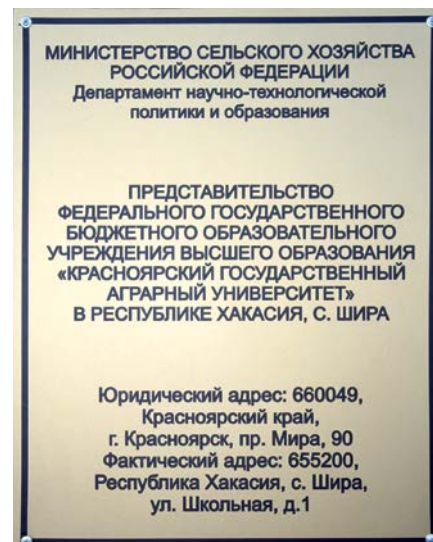 МИНИСТЕРСТВО СЕЛЬСКОГО ХОЗЯЙСТВА
РОССИЙСКОЙ ФЕДЕРАЦИИ
Департамент научно-технологической
политики и образования
ПРЕДСТАВИТЕЛЬСТВО
ФЕДЕРАЛЬНОГО ГОСУДАРСТВЕННОГО
БЮДЖЕТНОГО ОБРАЗОВАТЕЛЬНОГО
УЧРЕЖДЕНИЯ ВЫСШЕГО ОБРАЗОВАНИЯ
«КРАСНОЯРСКИЙ ГОСУДАРСТВЕННЫЙ
АГРАРНЫЙ УНИВЕРСИТЕТ»
В РЕСПУБЛИКЕ ХАКАСИЯ, С. ШИРА
Юридический адрес: 660049,
Красноярский край,
г. Красноярск, пр. Мира, 90
Фактический адрес: 655200,
Республика Хакасия, с. Шира,
ул. Школьная, д.1